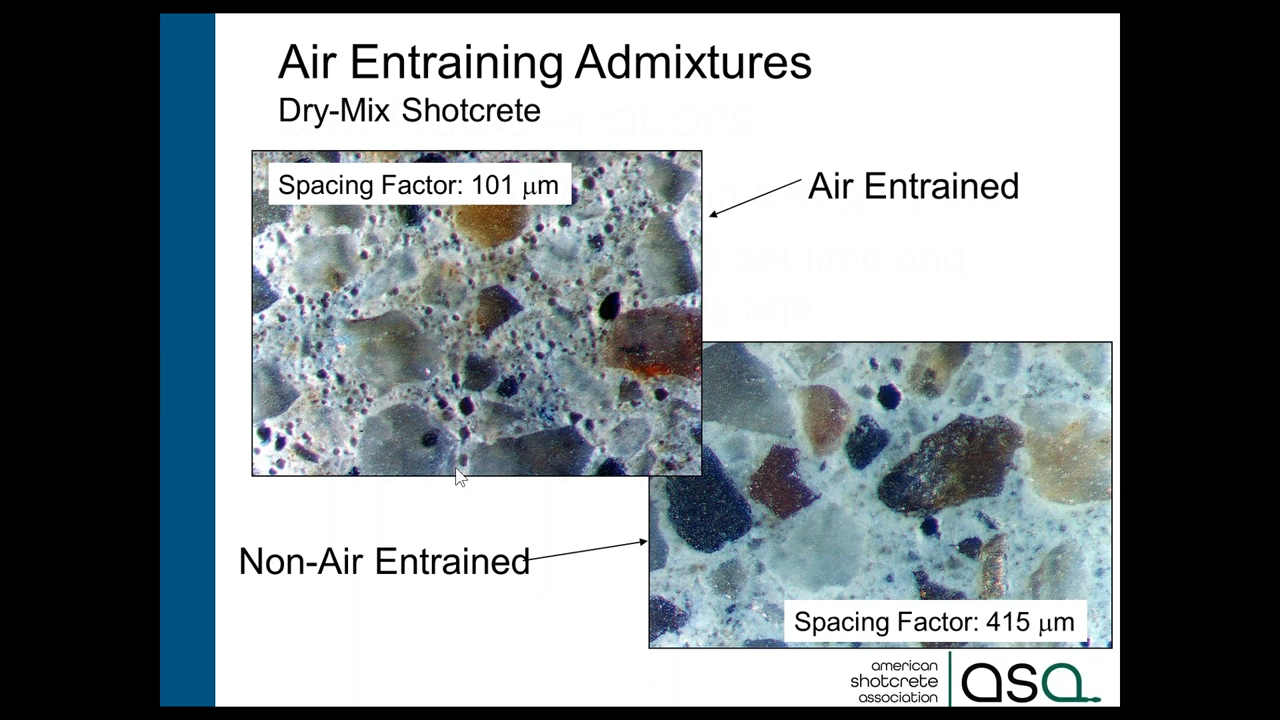 Air Entraining Admixtures
Dry-Mix Shotcrete
Spacing Factor: 101 μm
Air Entrained
Non-Air Entrained
Spacing Factor: 415 μm
american
shotcrete
association
asa